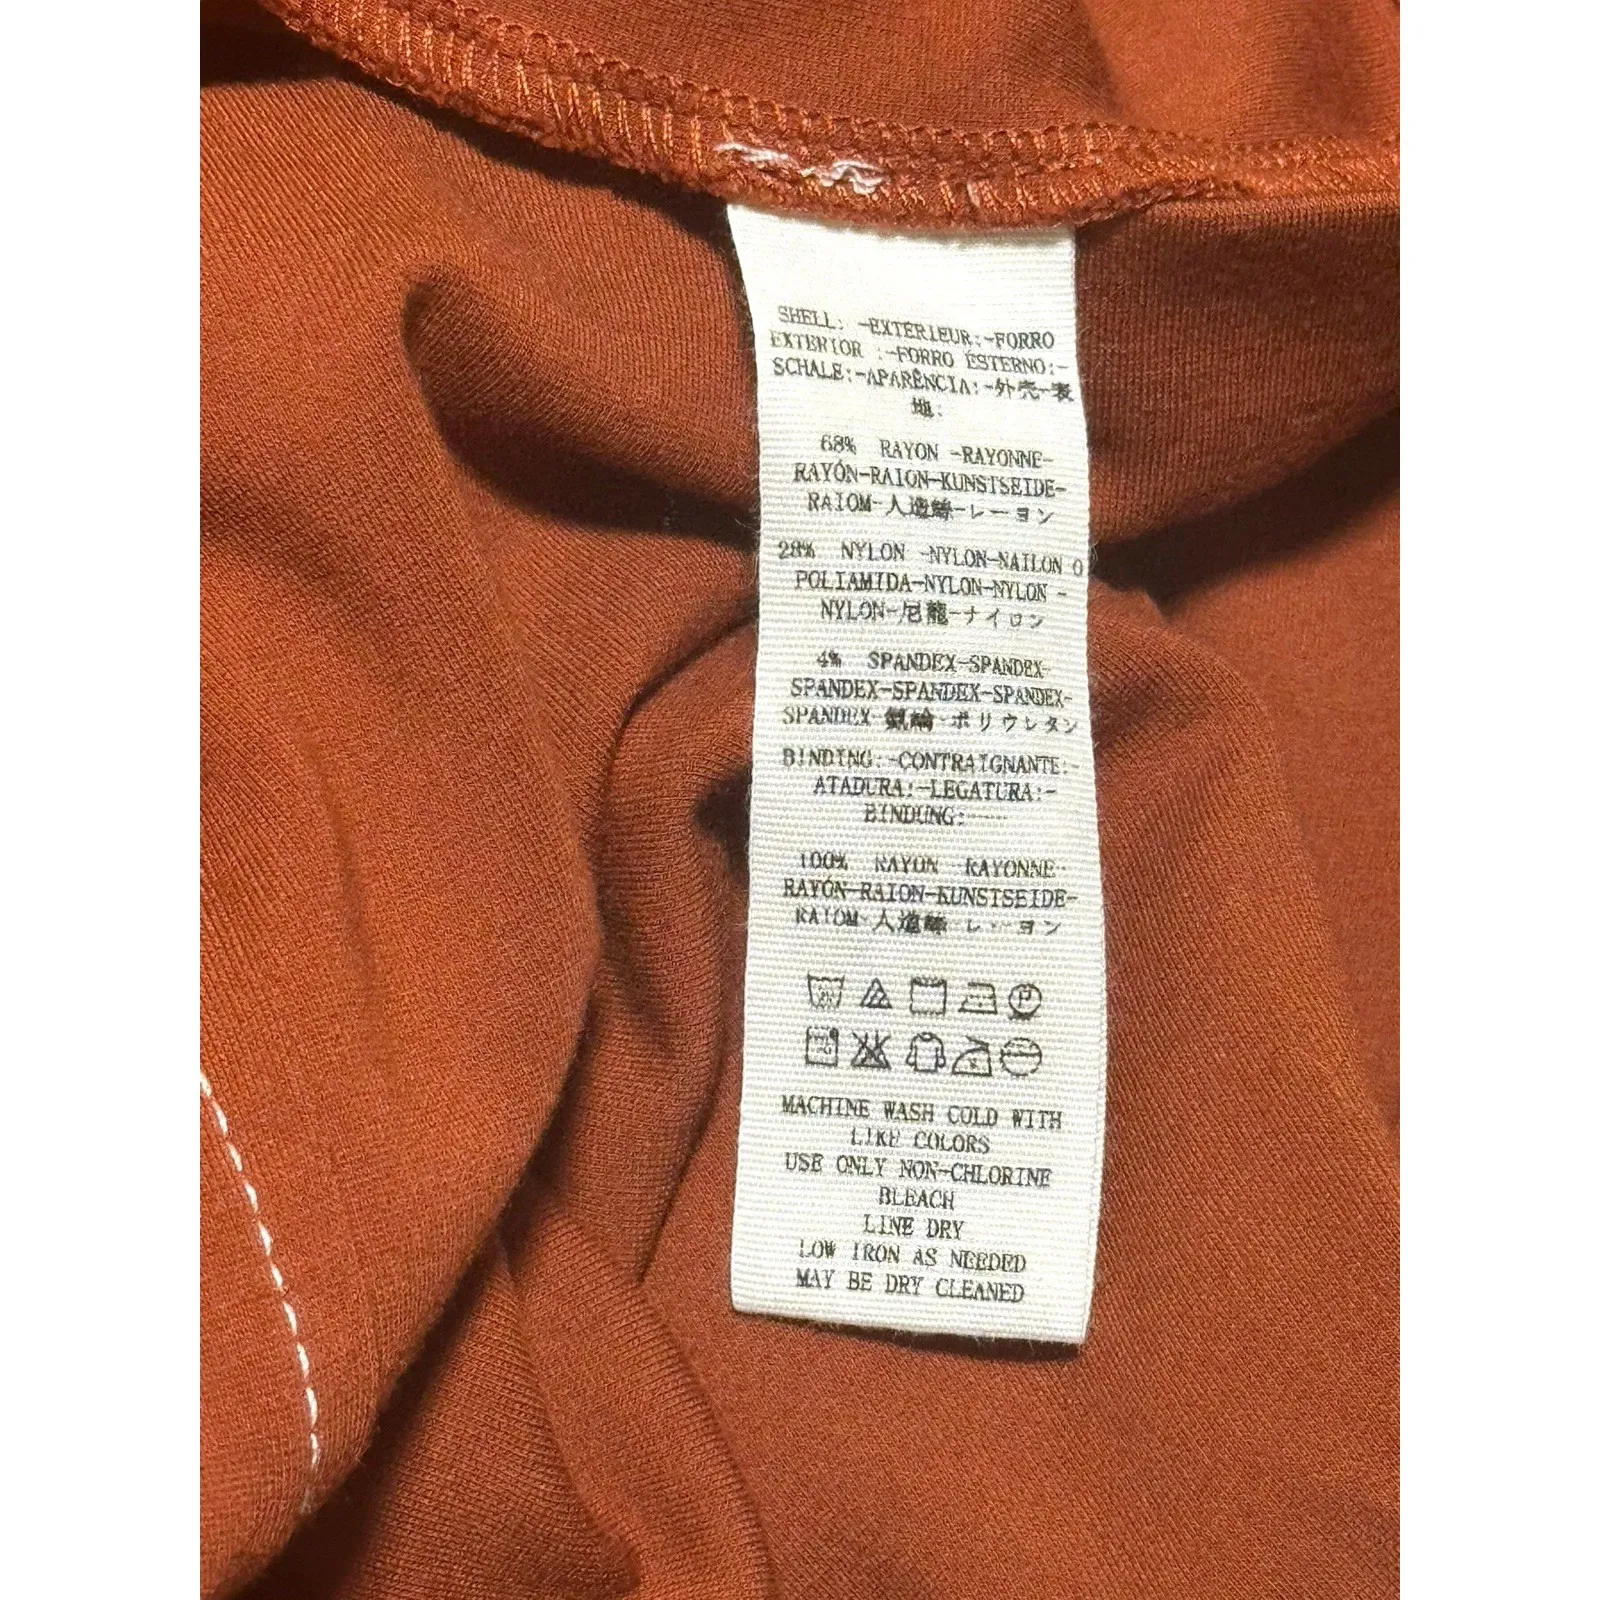 SHELL: -EXTÉRIEUR:-FORRO
EXTERIOR :-FORRO ESTERNO:-
SCHALE:-APARÊNCIA:-外壳-表
地:
68% RAYON -RAYONNE-
RAYÓN-RAION-KUNSTSEIDE-
RAIOM-人造絲-レーヨン
28% NYLON -NYLON-NAILON O
POLIAMIDA-NYLON-NYLON -
NYLON-尼龍-ナイロン
4% SPANDEX-SPANDEX-
SPANDEX-SPANDEX-SPANDEX-
SPANDEX ポリウレタン
BINDING:-CONTRAIGNANTE:
ATADURA:-LEGATURA:-
BINDUNG:
100% RAYON RAYONNE
RAYÓN-RAION-KUNSTSEIDE-
RAIOM-人造絲 レーヨン
P
MACHINE WASH COLD WITH
LIKE COLORS
USE ONLY NON-CHLORINE
BLEACH
LINE DRY
LOW IRON AS NEEDED
MAY BE DRY CLEANED